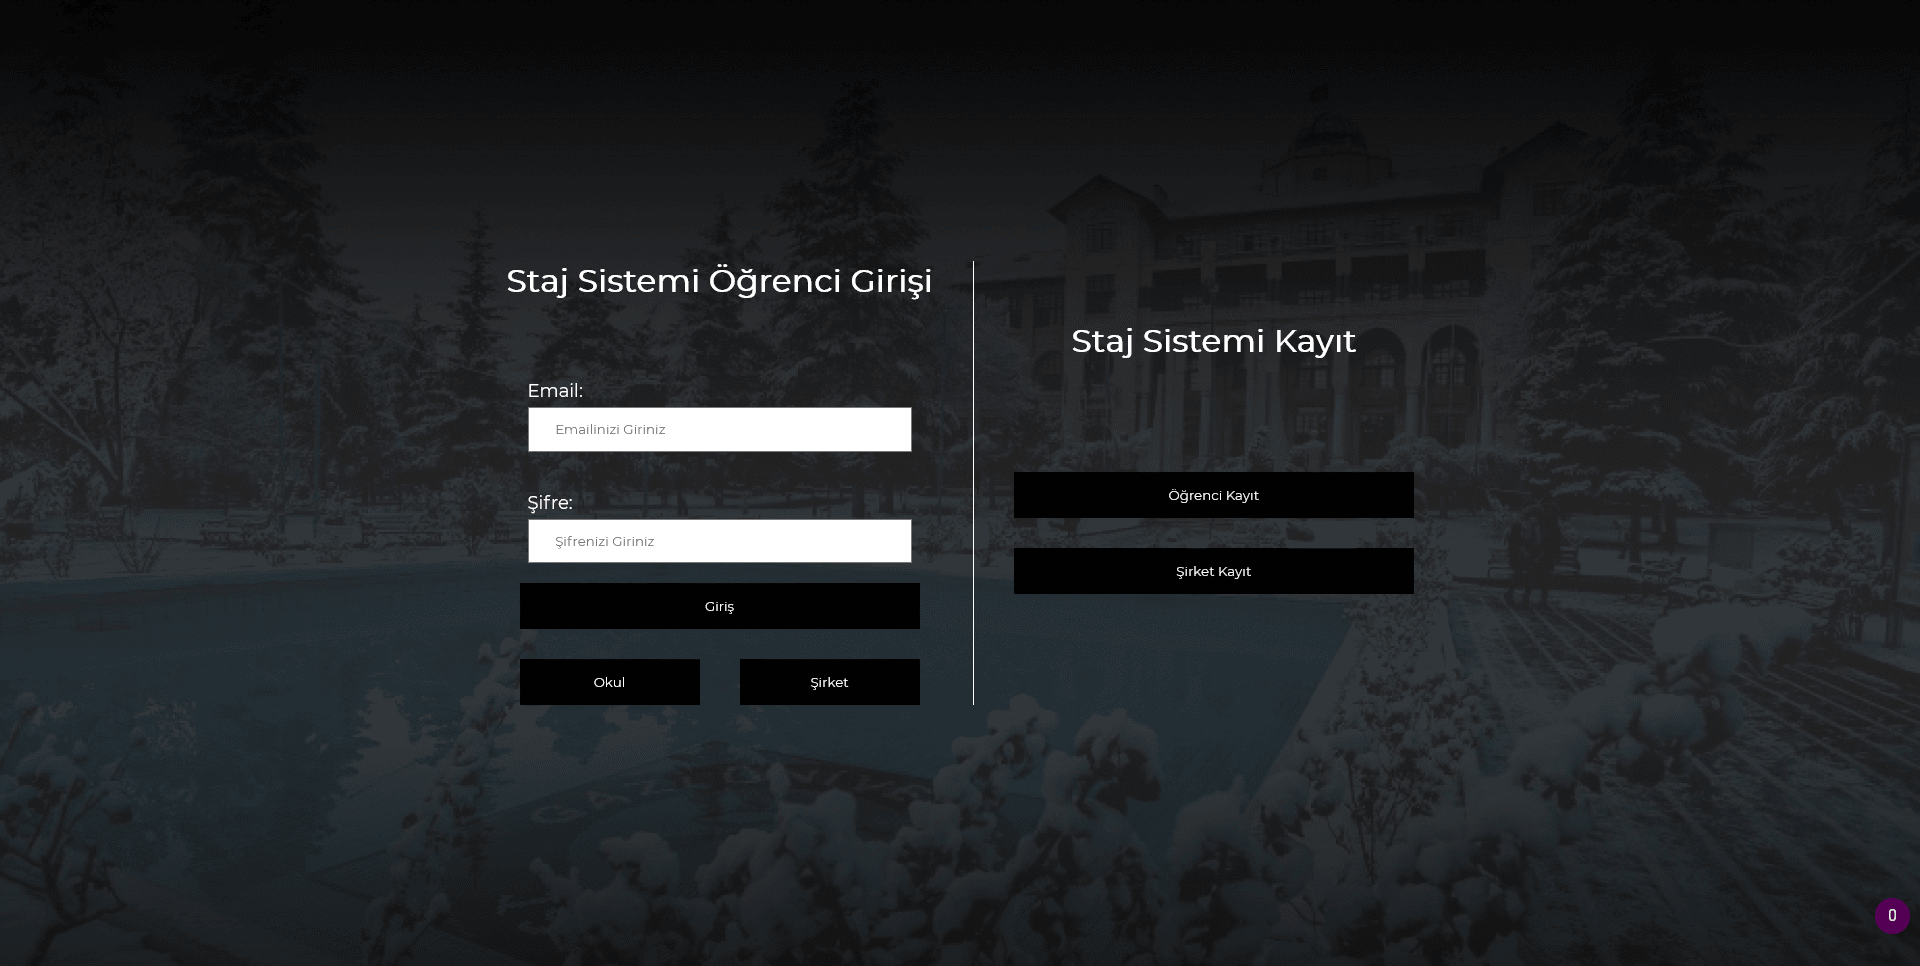 Staj Sistemi Öğrenci Girişi
Email:
Emailinizi Giriniz
Şifre:
Şifrenizi Giriniz
Giriş
Okul
Şirket
Staj Sistemi Kayıt
Öğrenci Kayıt
Şirket Kayıt
0